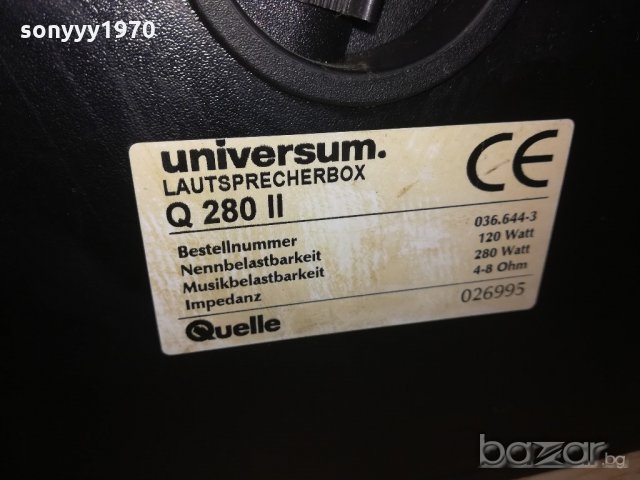 sonyyy1970
universum.
LAUTSPRECHERBOX
Q 280 II
CE
Bestellnummer 036.644-3
Nennbelastbarkeit 120 Watt
Musikbelastbarkeit 280 Watt
Impedanz 4-8 Ohm
Quelle 026995
bazar.bg